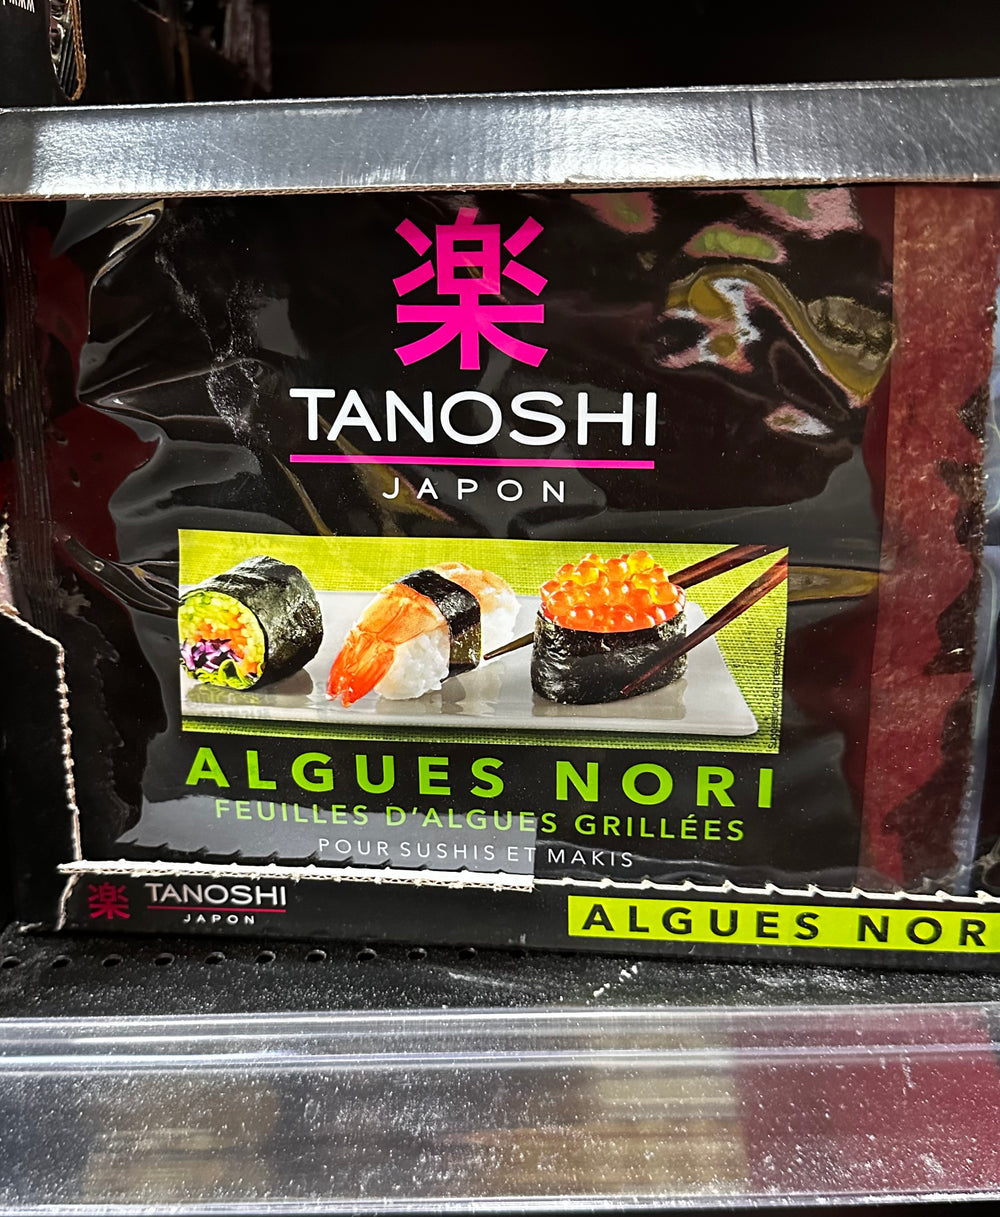 楽
TANOSHI
JAPON
ALGUES NORI
FEUILLES D'ALGUES GRILLÉES
POUR SUSHIS ET MAKIS
楽 TANOSHI
JAPON
ALGUES NOR